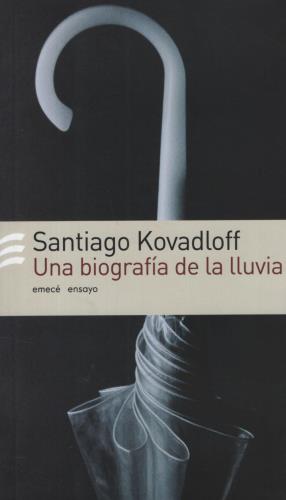 Santiago Kovadloff
Una biografía de la lluvia
emecé ensayo